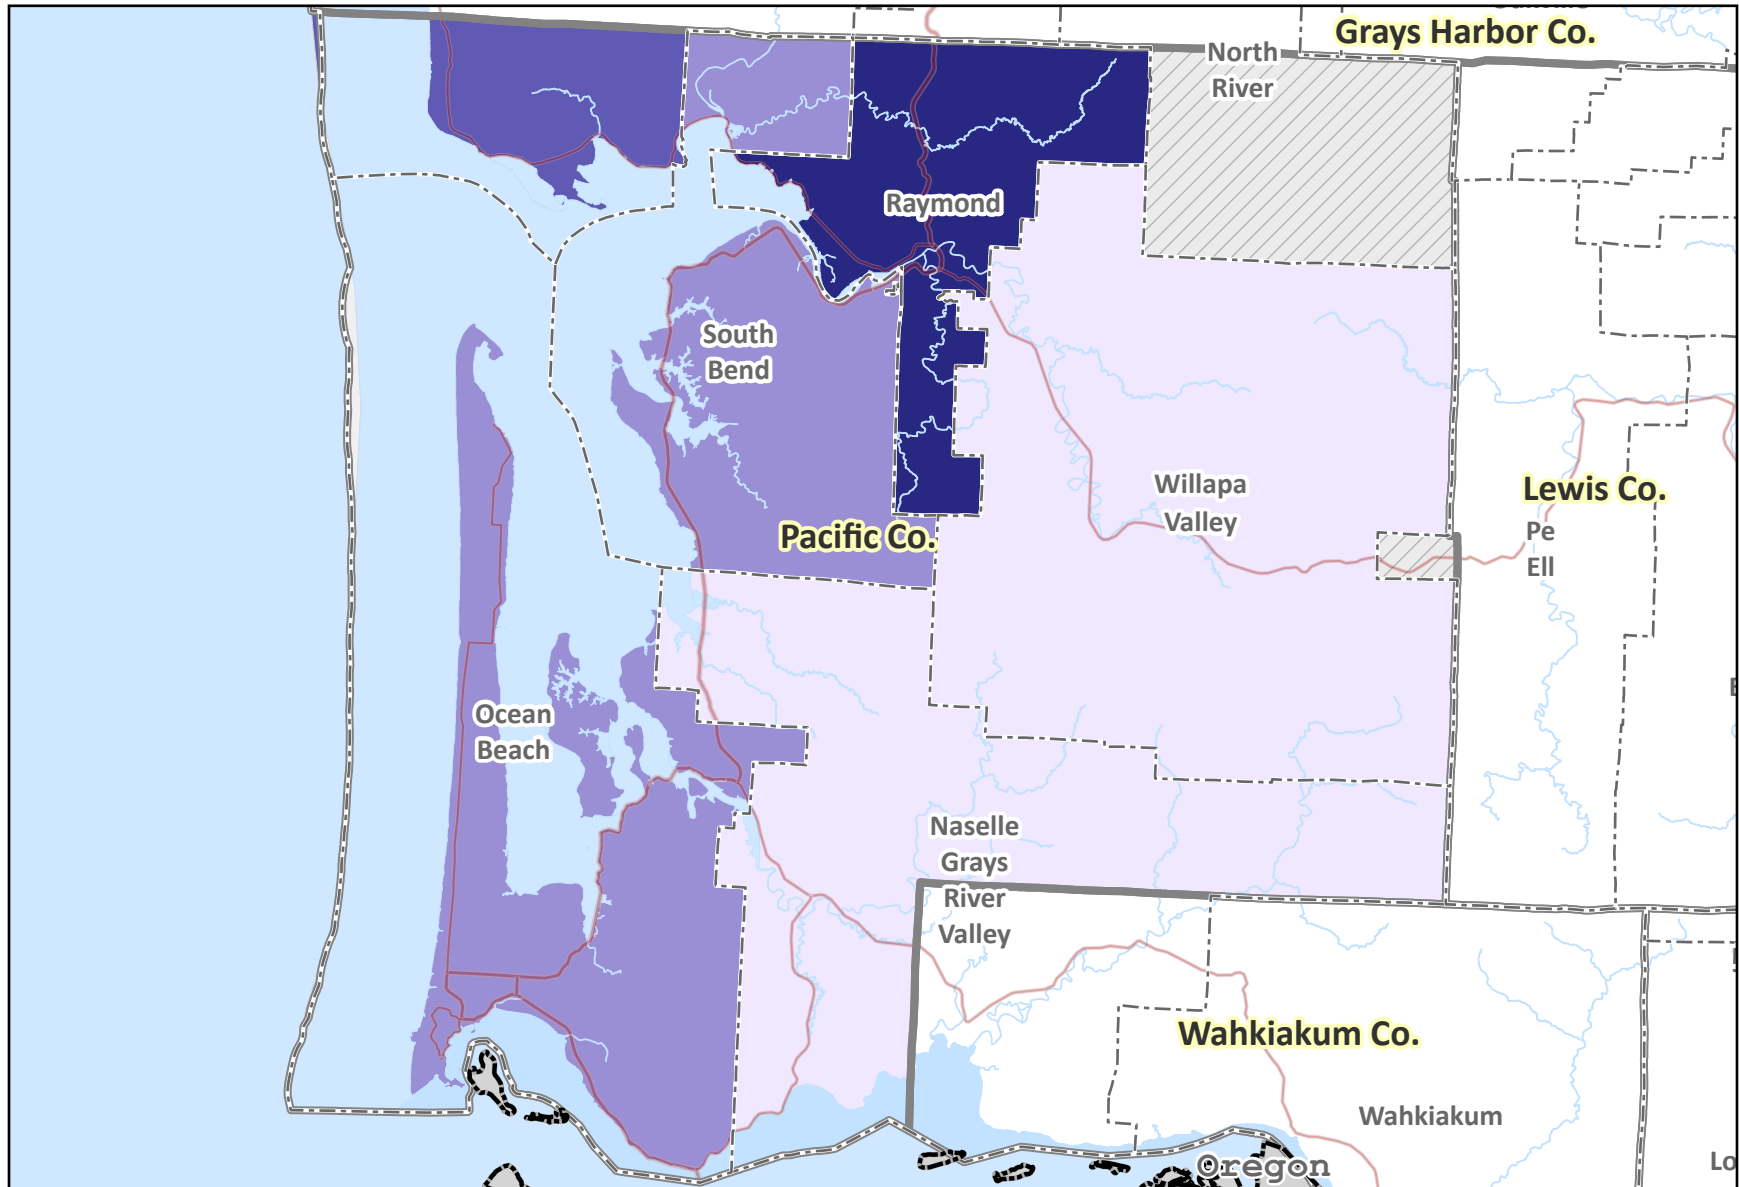 Grays Harbor Co.
North
River
Raymond
South
Bend
Willapa
Valley
Lewis Co.
Pe
Ell
Pacific Co.
Ocean
Beach
Naselle
Grays
River
Valley
Wahkiakum Co.
Wahkiakum
Oregon
Lo